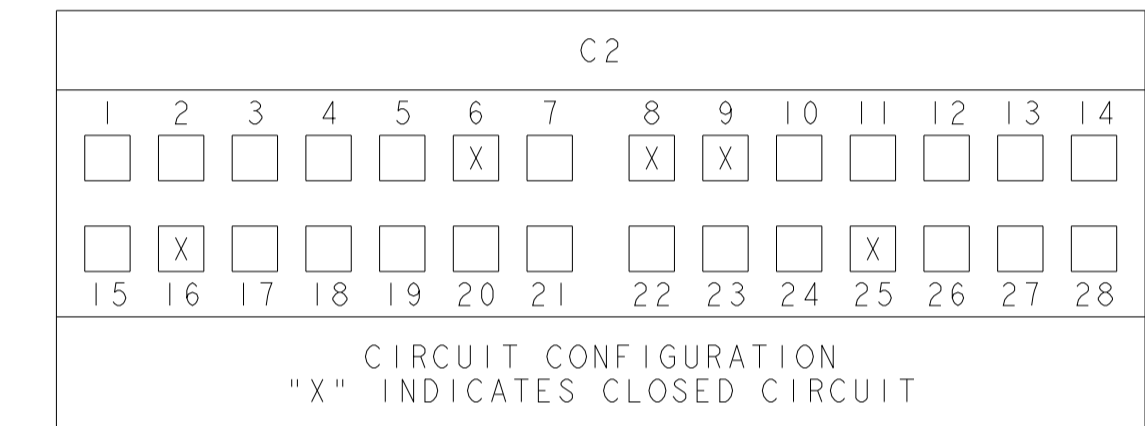 C2
1 2 3 4 5 6 7 8 9 10 11 12 13 14
X X X
X X
15 16 17 18 19 20 21 22 23 24 25 26 27 28
CIRCUIT CONFIGURATION
"X" INDICATES CLOSED CIRCUIT